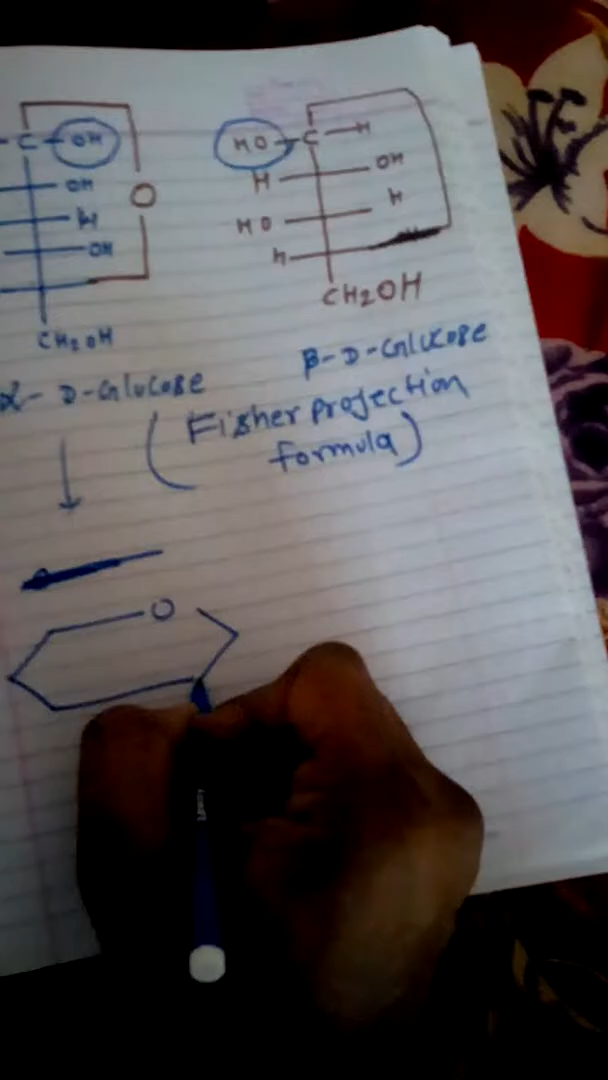 C-OH HO-C-H
OH H OH
H O HO H
OH H
CH2OH CH2OH
α- D-Glucose β-D-Glucose
(Fisher projection
formula)
O